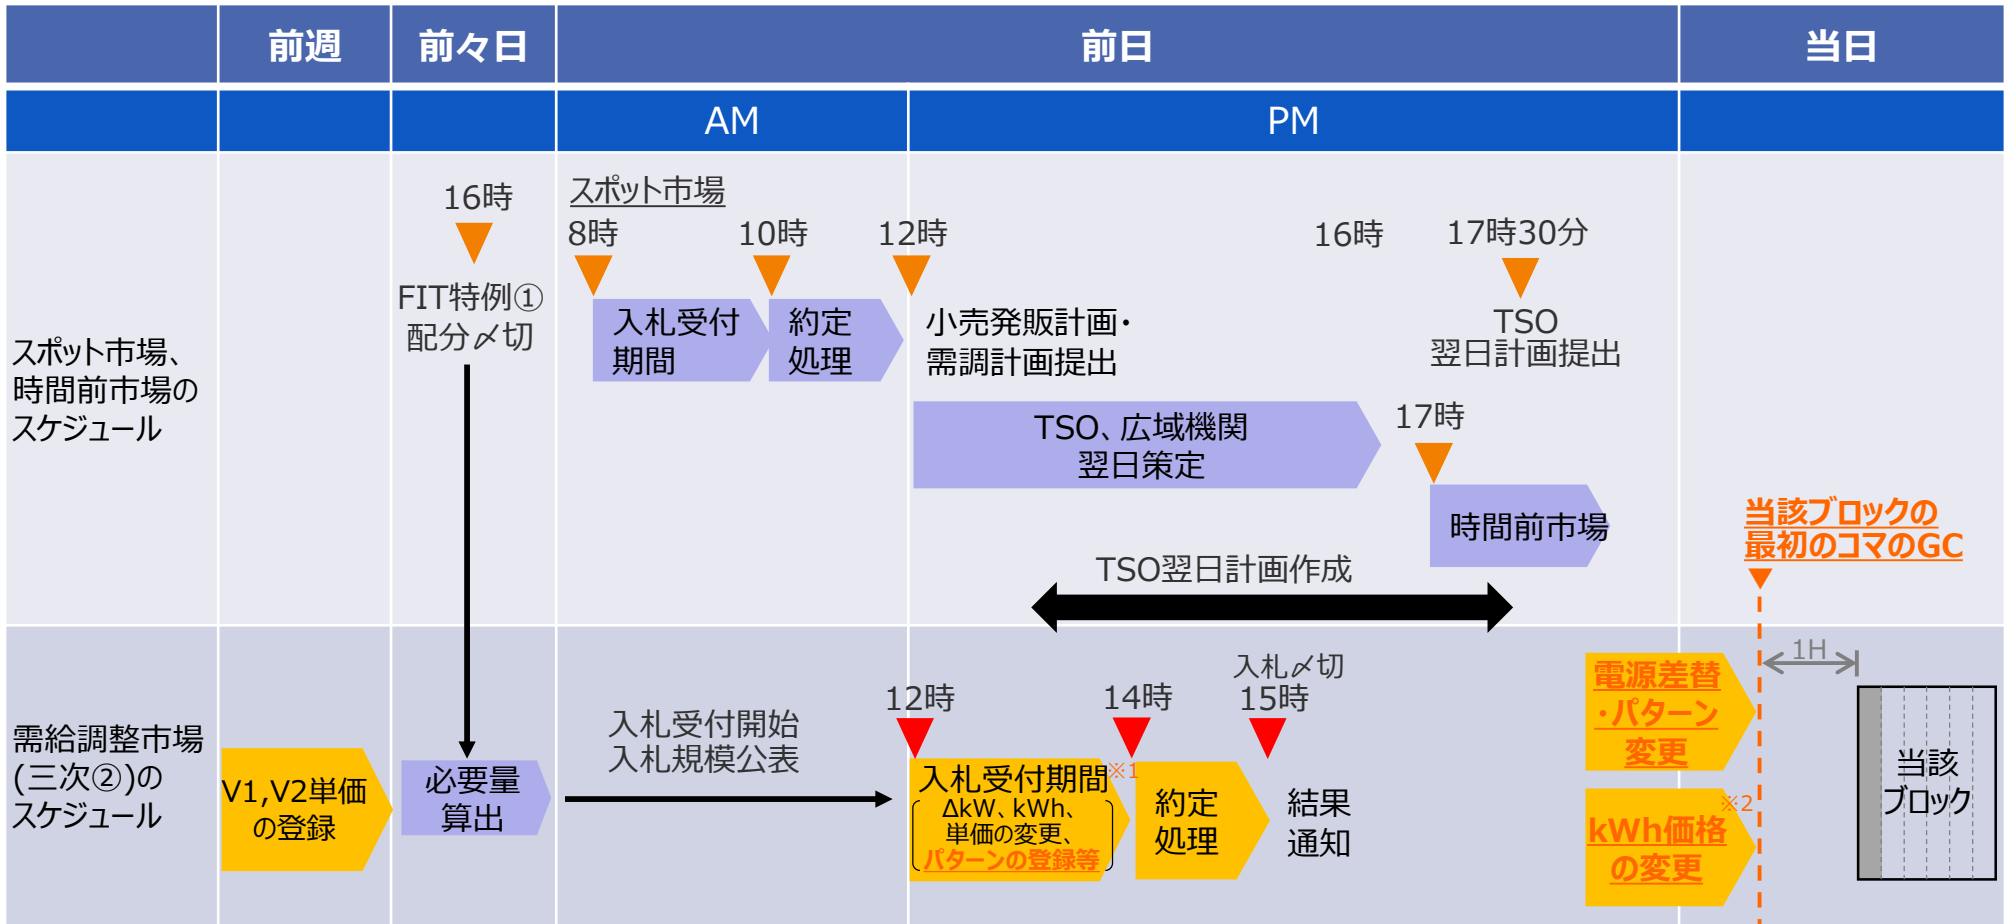 前週
前々日
前日
当日
AM
PM
スポット市場、
時間前市場の
スケジュール
16時
FIT特例①
配分〆切
スポット市場
8時
10時
12時
入札受付
期間
約定
処理
小売発販計画・
需調計画提出
16時
17時30分
TSO
翌日計画提出
TSO、広域機関
翌日策定
17時
時間前市場
TSO翌日計画作成
当該ブロックの
最初のコマのGC
需給調整市場
(三次②)の
スケジュール
V1,V2単価
の登録
必要量
算出
入札受付開始
入札規模公表
12時
14時
入札〆切
15時
入札受付期間※1
ΔkW、kWh、
単価の変更、
パターンの登録等
約定
処理
結果
通知
電源差替
・パターン
変更
kWh価格※2
の変更
1H
当該
ブロック